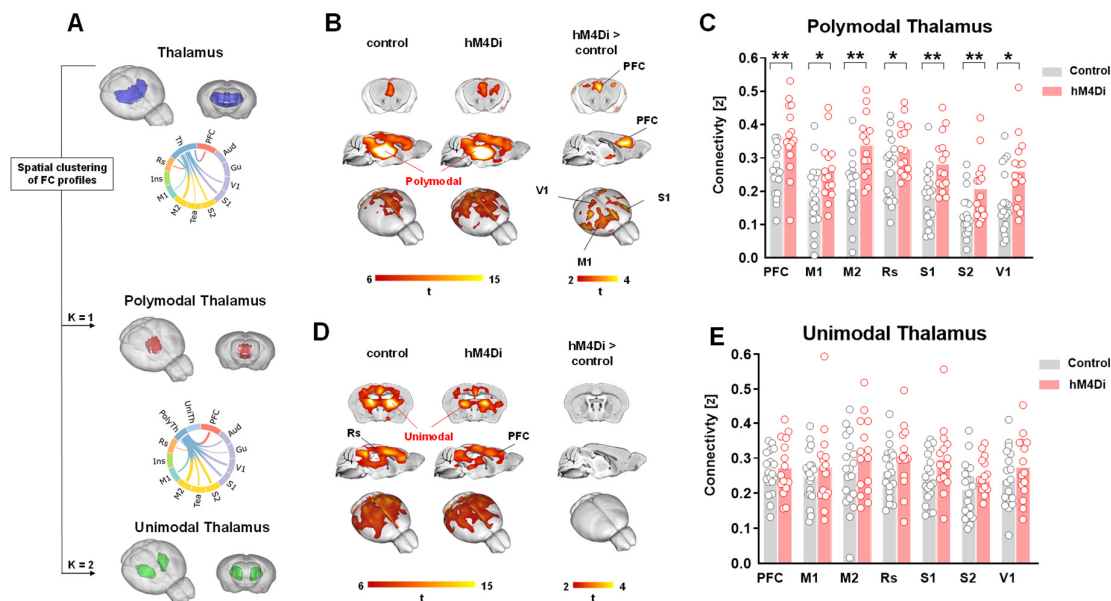 A
Thalamus
Th
PFC
Aud
Gu
V1
S1
S2
Tea
M2
M1
Ins
Rs
Spatial clustering
of FC profiles
Polymodal Thalamus
K = 1
UniTh
PolyTh
PFC
Aud
Gu
V1
S1
S2
Tea
M2
M1
Ins
Rs
Unimodal Thalamus
K = 2
B
control
hM4Di
hM4Di >
control
PFC
PFC
Polymodal
V1
S1
M1
6
15
t
2
4
t
C
Polymodal Thalamus
Connectivty [z]
0.6
0.5
0.4
0.3
0.2
0.1
0.0
** * ** * ** ** *
Control
hM4Di
PFC M1 M2 Rs S1 S2 V1
D
control
hM4Di
hM4Di >
control
Rs
Unimodal
PFC
6
15
t
2
4
t
E
Unimodal Thalamus
Connectivty [z]
0.6
0.5
0.4
0.3
0.2
0.1
0.0
Control
hM4Di
PFC M1 M2 Rs S1 S2 V1